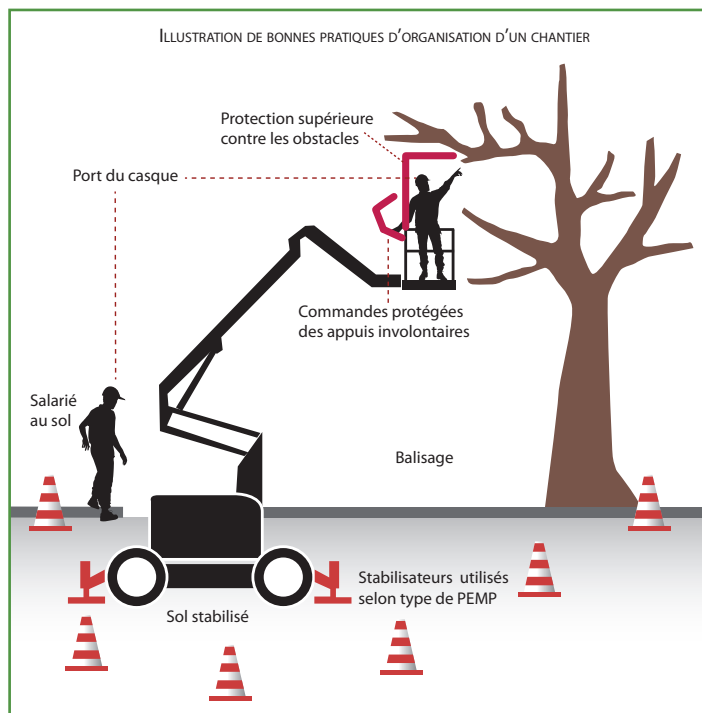 ILLUSTRATION DE BONNES PRATIQUES D'ORGANISATION D'UN CHANTIER
Protection supérieure
contre les obstacles
Port du casque
Commandes protégées
des appuis involontaires
Salarié
au sol
Balisage
Stabilisateurs utilisés
selon type de PEMP
Sol stabilisé